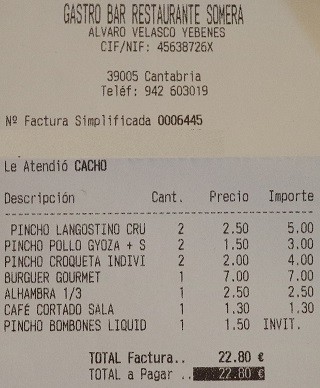 GASTRO BAR RESTAURANTE SOMERA
ALVARO VELASCO YEBENES
CIF/NIF: 45638726X
39005 Cantabria
Teléf: 942 603019
Nº Factura Simplificada 0006445
Le Atendió CACHO
Descripción Cant. Precio Importe
PINCHO LANGOSTINO CRU 2 2.50 5.00
PINCHO POLLO GYOZA + S 2 1.50 3.00
PINCHO CROQUETA INDIVI 2 2.00 4.00
BURGUER GOURMET 1 7.00 7.00
ALHAMBRA 1/3 1 2.50 2.50
CAFÉ CORTADO SALA 1 1.30 1.30
PINCHO BOMBONES LIQUID 1 1.50 INVIT.
TOTAL Factura.. 22.80 €
TOTAL a Pagar .. 22.80 €